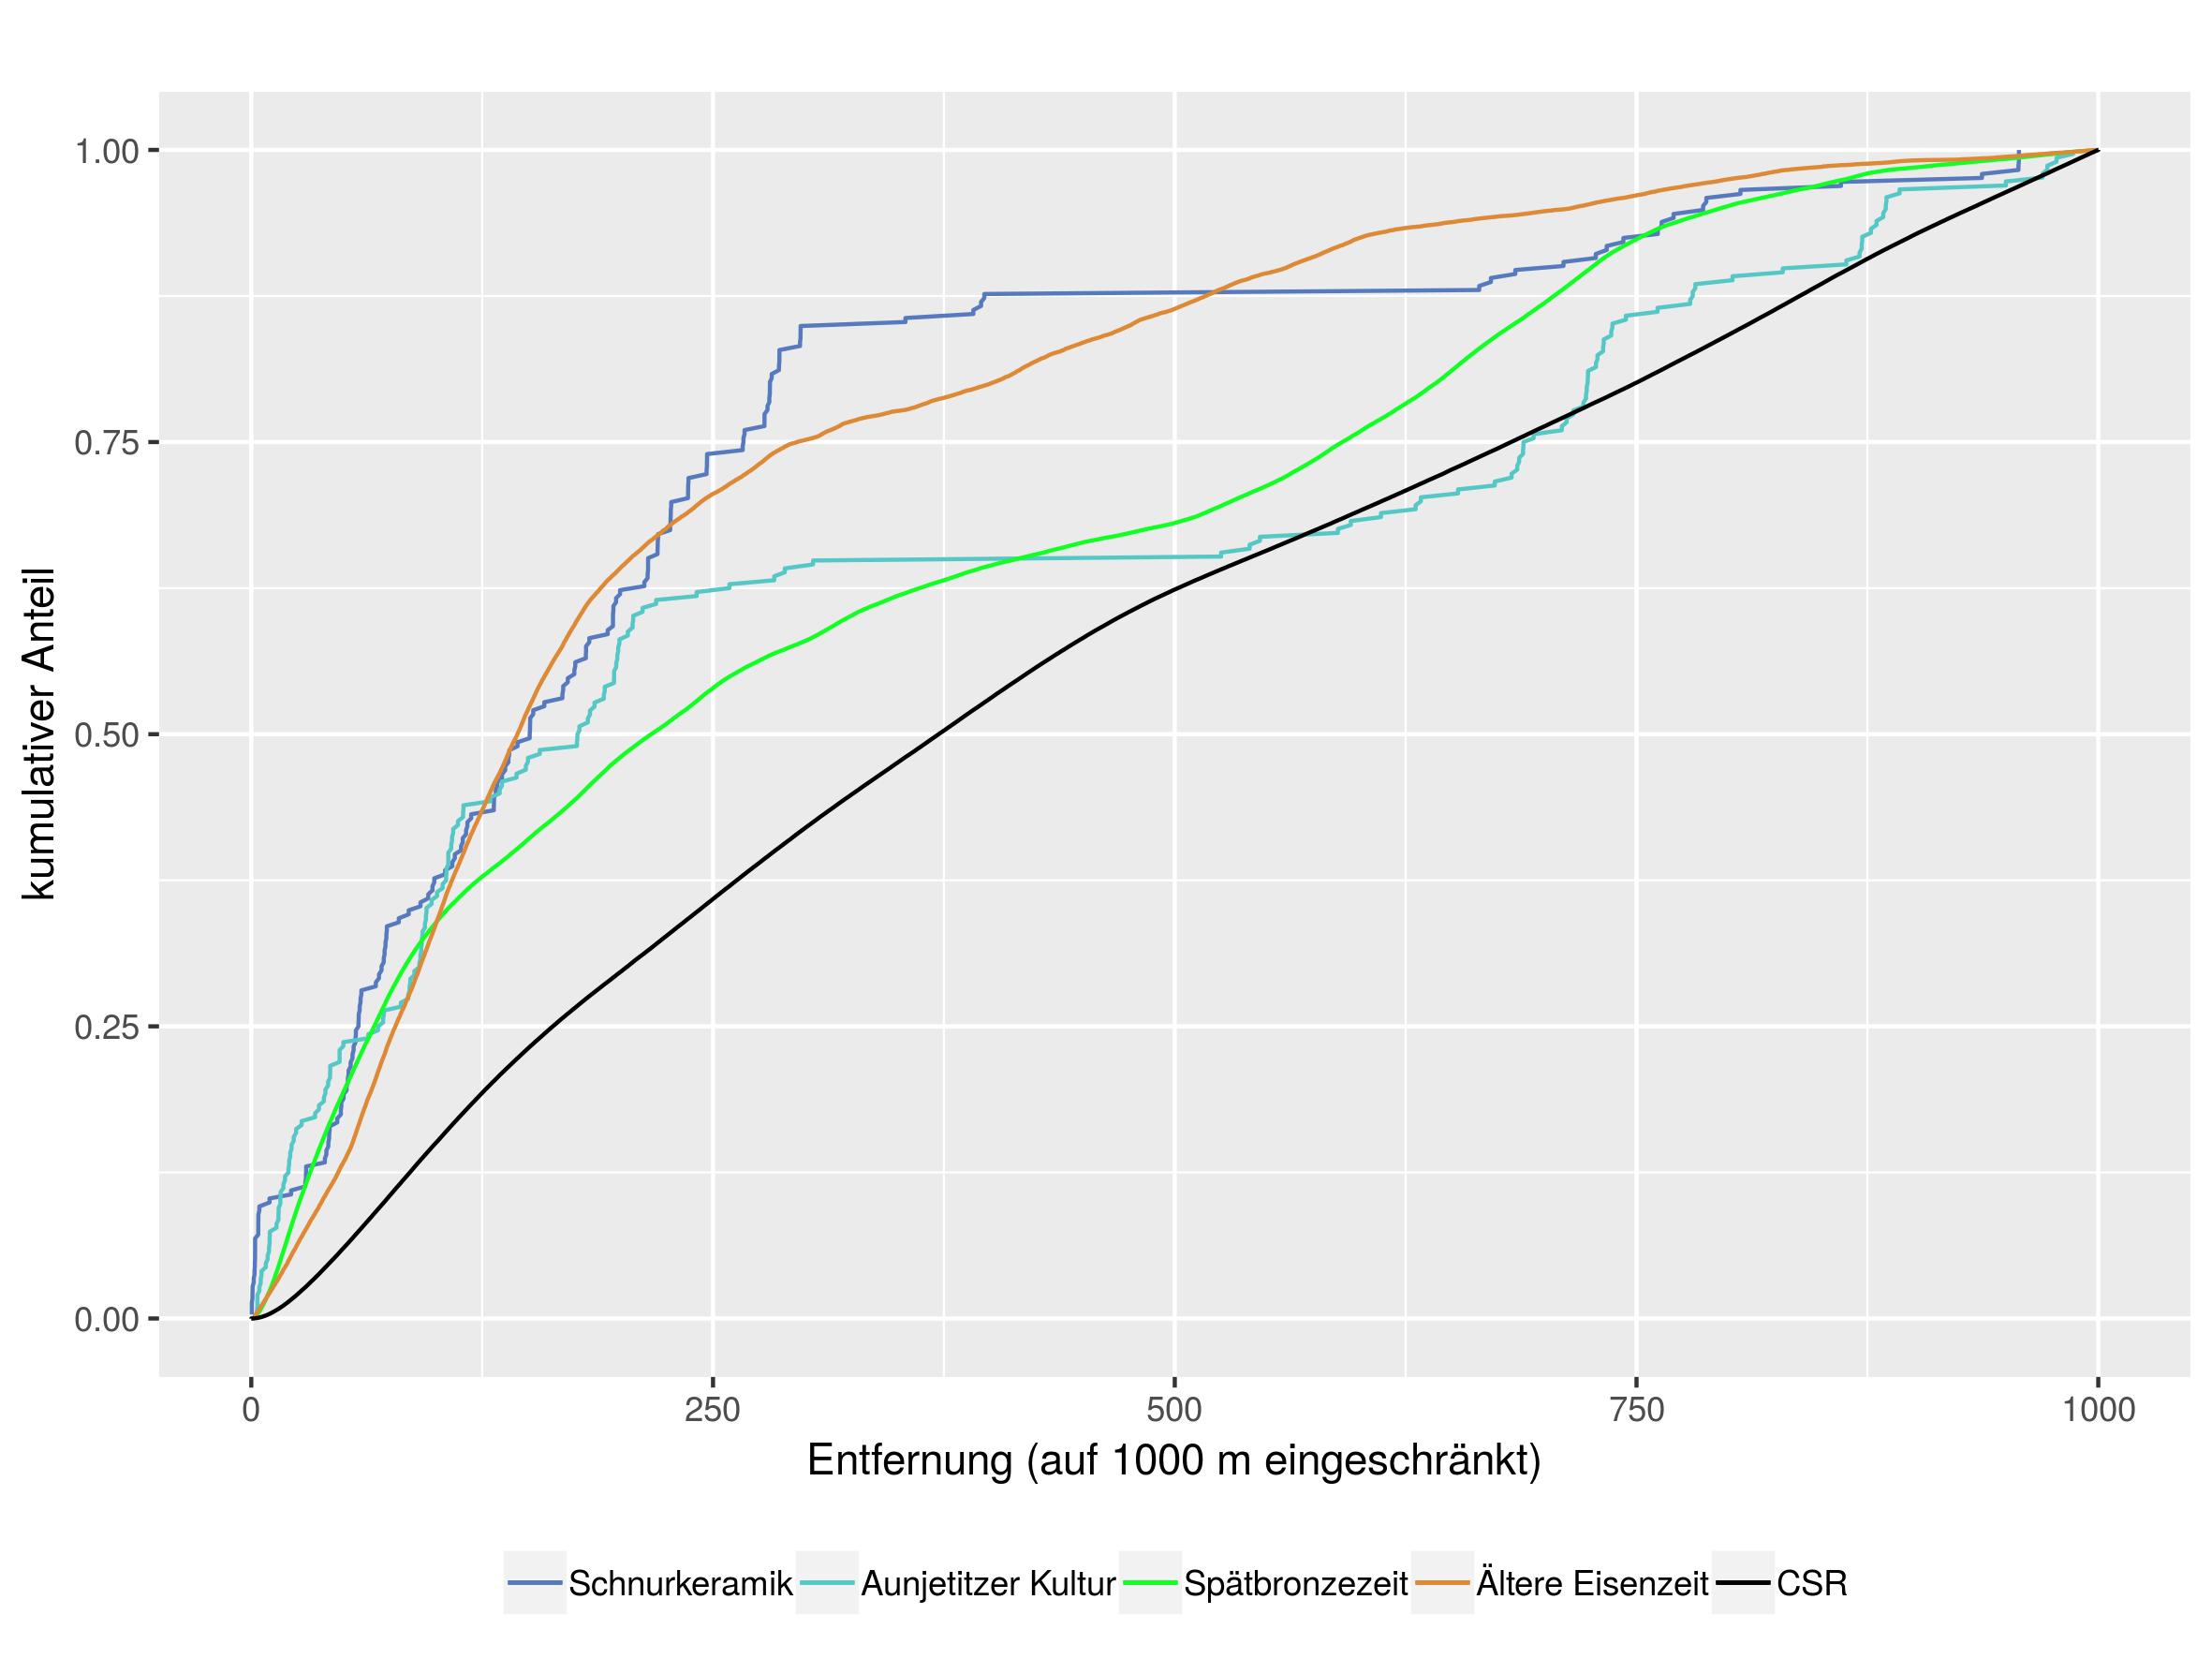 kumulativer Anteil
1.00
0.75
0.50
0.25
0.00
0 250 500 750 1000
Entfernung (auf 1000 m eingeschränkt)
Schnurkeramik Aunjetitzer Kultur Spätbronzezeit Ältere Eisenzeit CSR